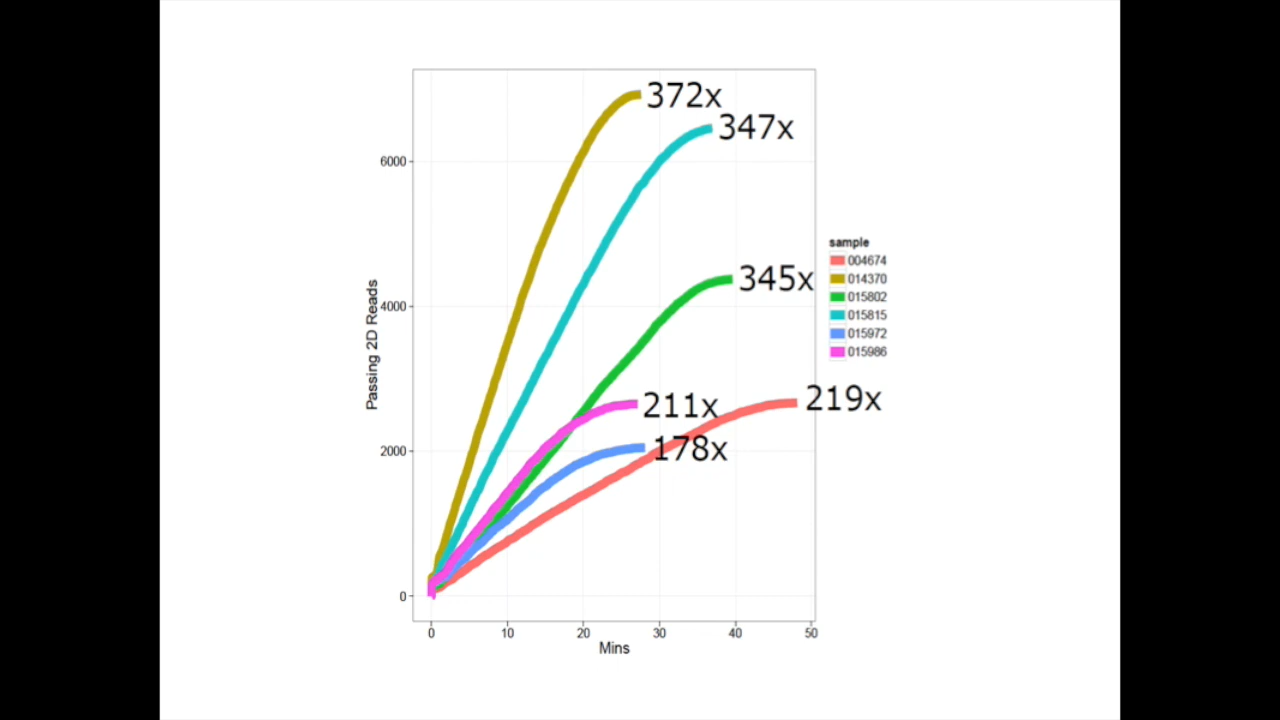 372x
347x
6000
sample
004674
345x
014370
015802
4000
015815
015972
015986
Passing 2D Reads
219x
211x
2000
178x
0
0 10 20 30 40 50
Mins